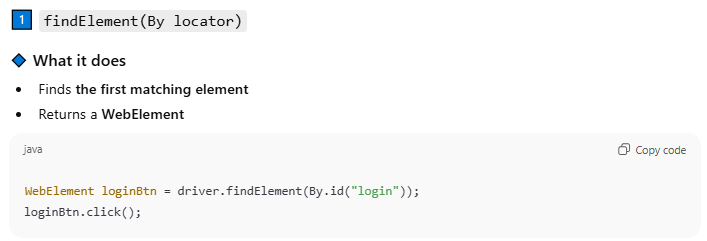 1 findElement(By locator)
What it does
• Finds the first matching element
• Returns a WebElement
java Copy code
WebElement loginBtn = driver.findElement(By.id("login"));
loginBtn.click();